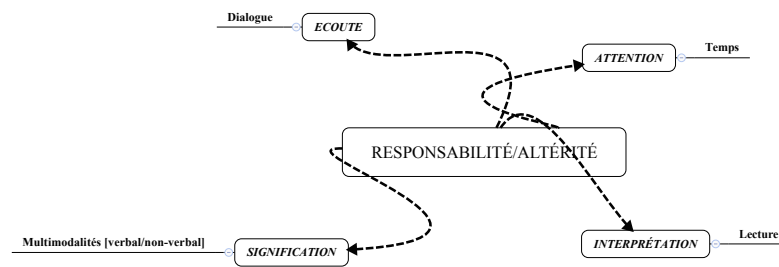 Dialogue
ECOUTE
ATTENTION
Temps
RESPONSABILITÉ/ALTÉRITÉ
Multimodalités [verbal/non-verbal]
SIGNIFICATION
INTERPRÉTATION
Lecture